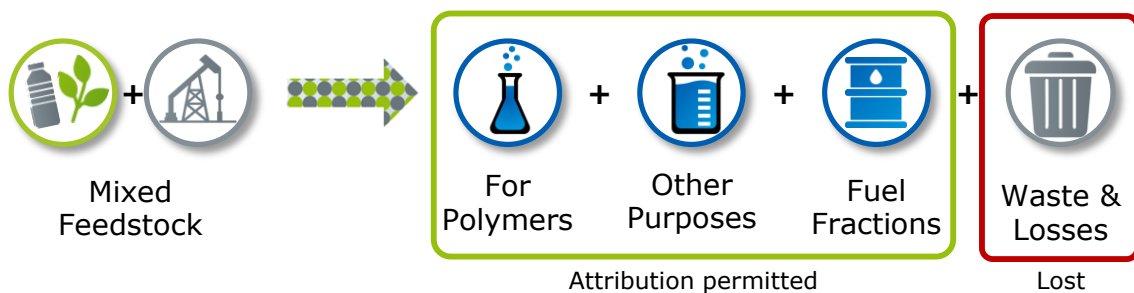 +
+
+
+
Mixed
Feedstock
For
Polymers
Other
Purposes
Fuel
Fractions
Waste &
Losses
Attribution permitted
Lost